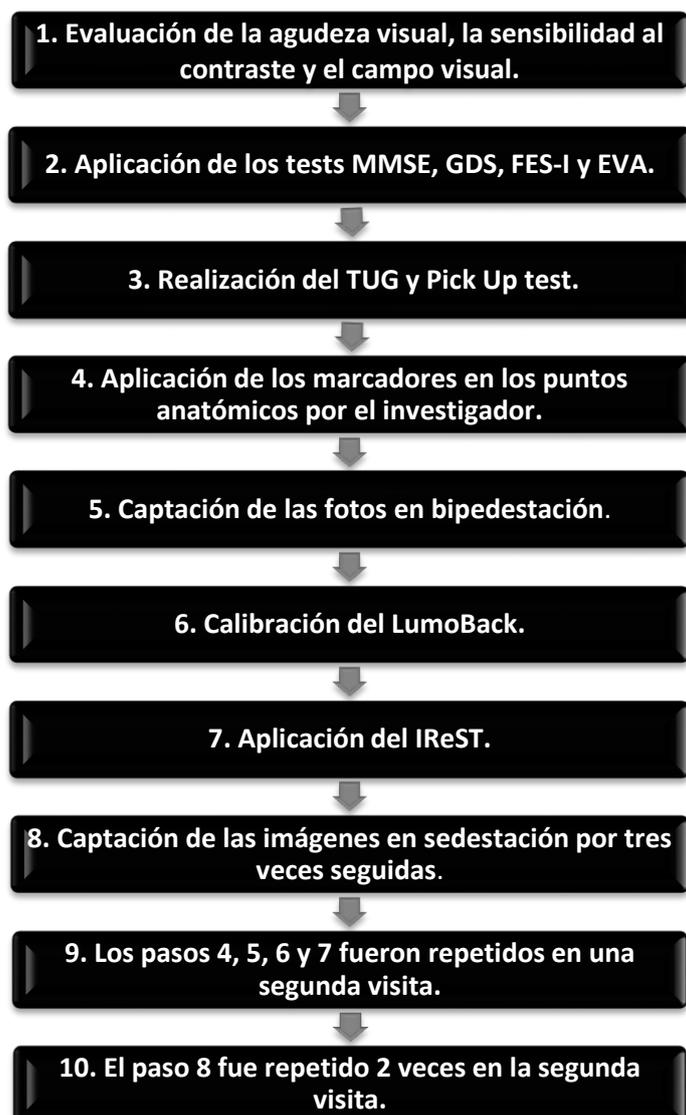 1. Evaluación de la agudeza visual, la sensibilidad al
contraste y el campo visual.
2. Aplicación de los tests MMSE, GDS, FES-I y EVA.
3. Realización del TUG y Pick Up test.
4. Aplicación de los marcadores en los puntos
anatómicos por el investigador.
5. Captación de las fotos en bipedestación.
6. Calibración del LumoBack.
7. Aplicación del IReST.
8. Captación de las imágenes en sedestación por tres
veces seguidas.
9. Los pasos 4, 5, 6 y 7 fueron repetidos en una
segunda visita.
10. El paso 8 fue repetido 2 veces en la segunda
visita.